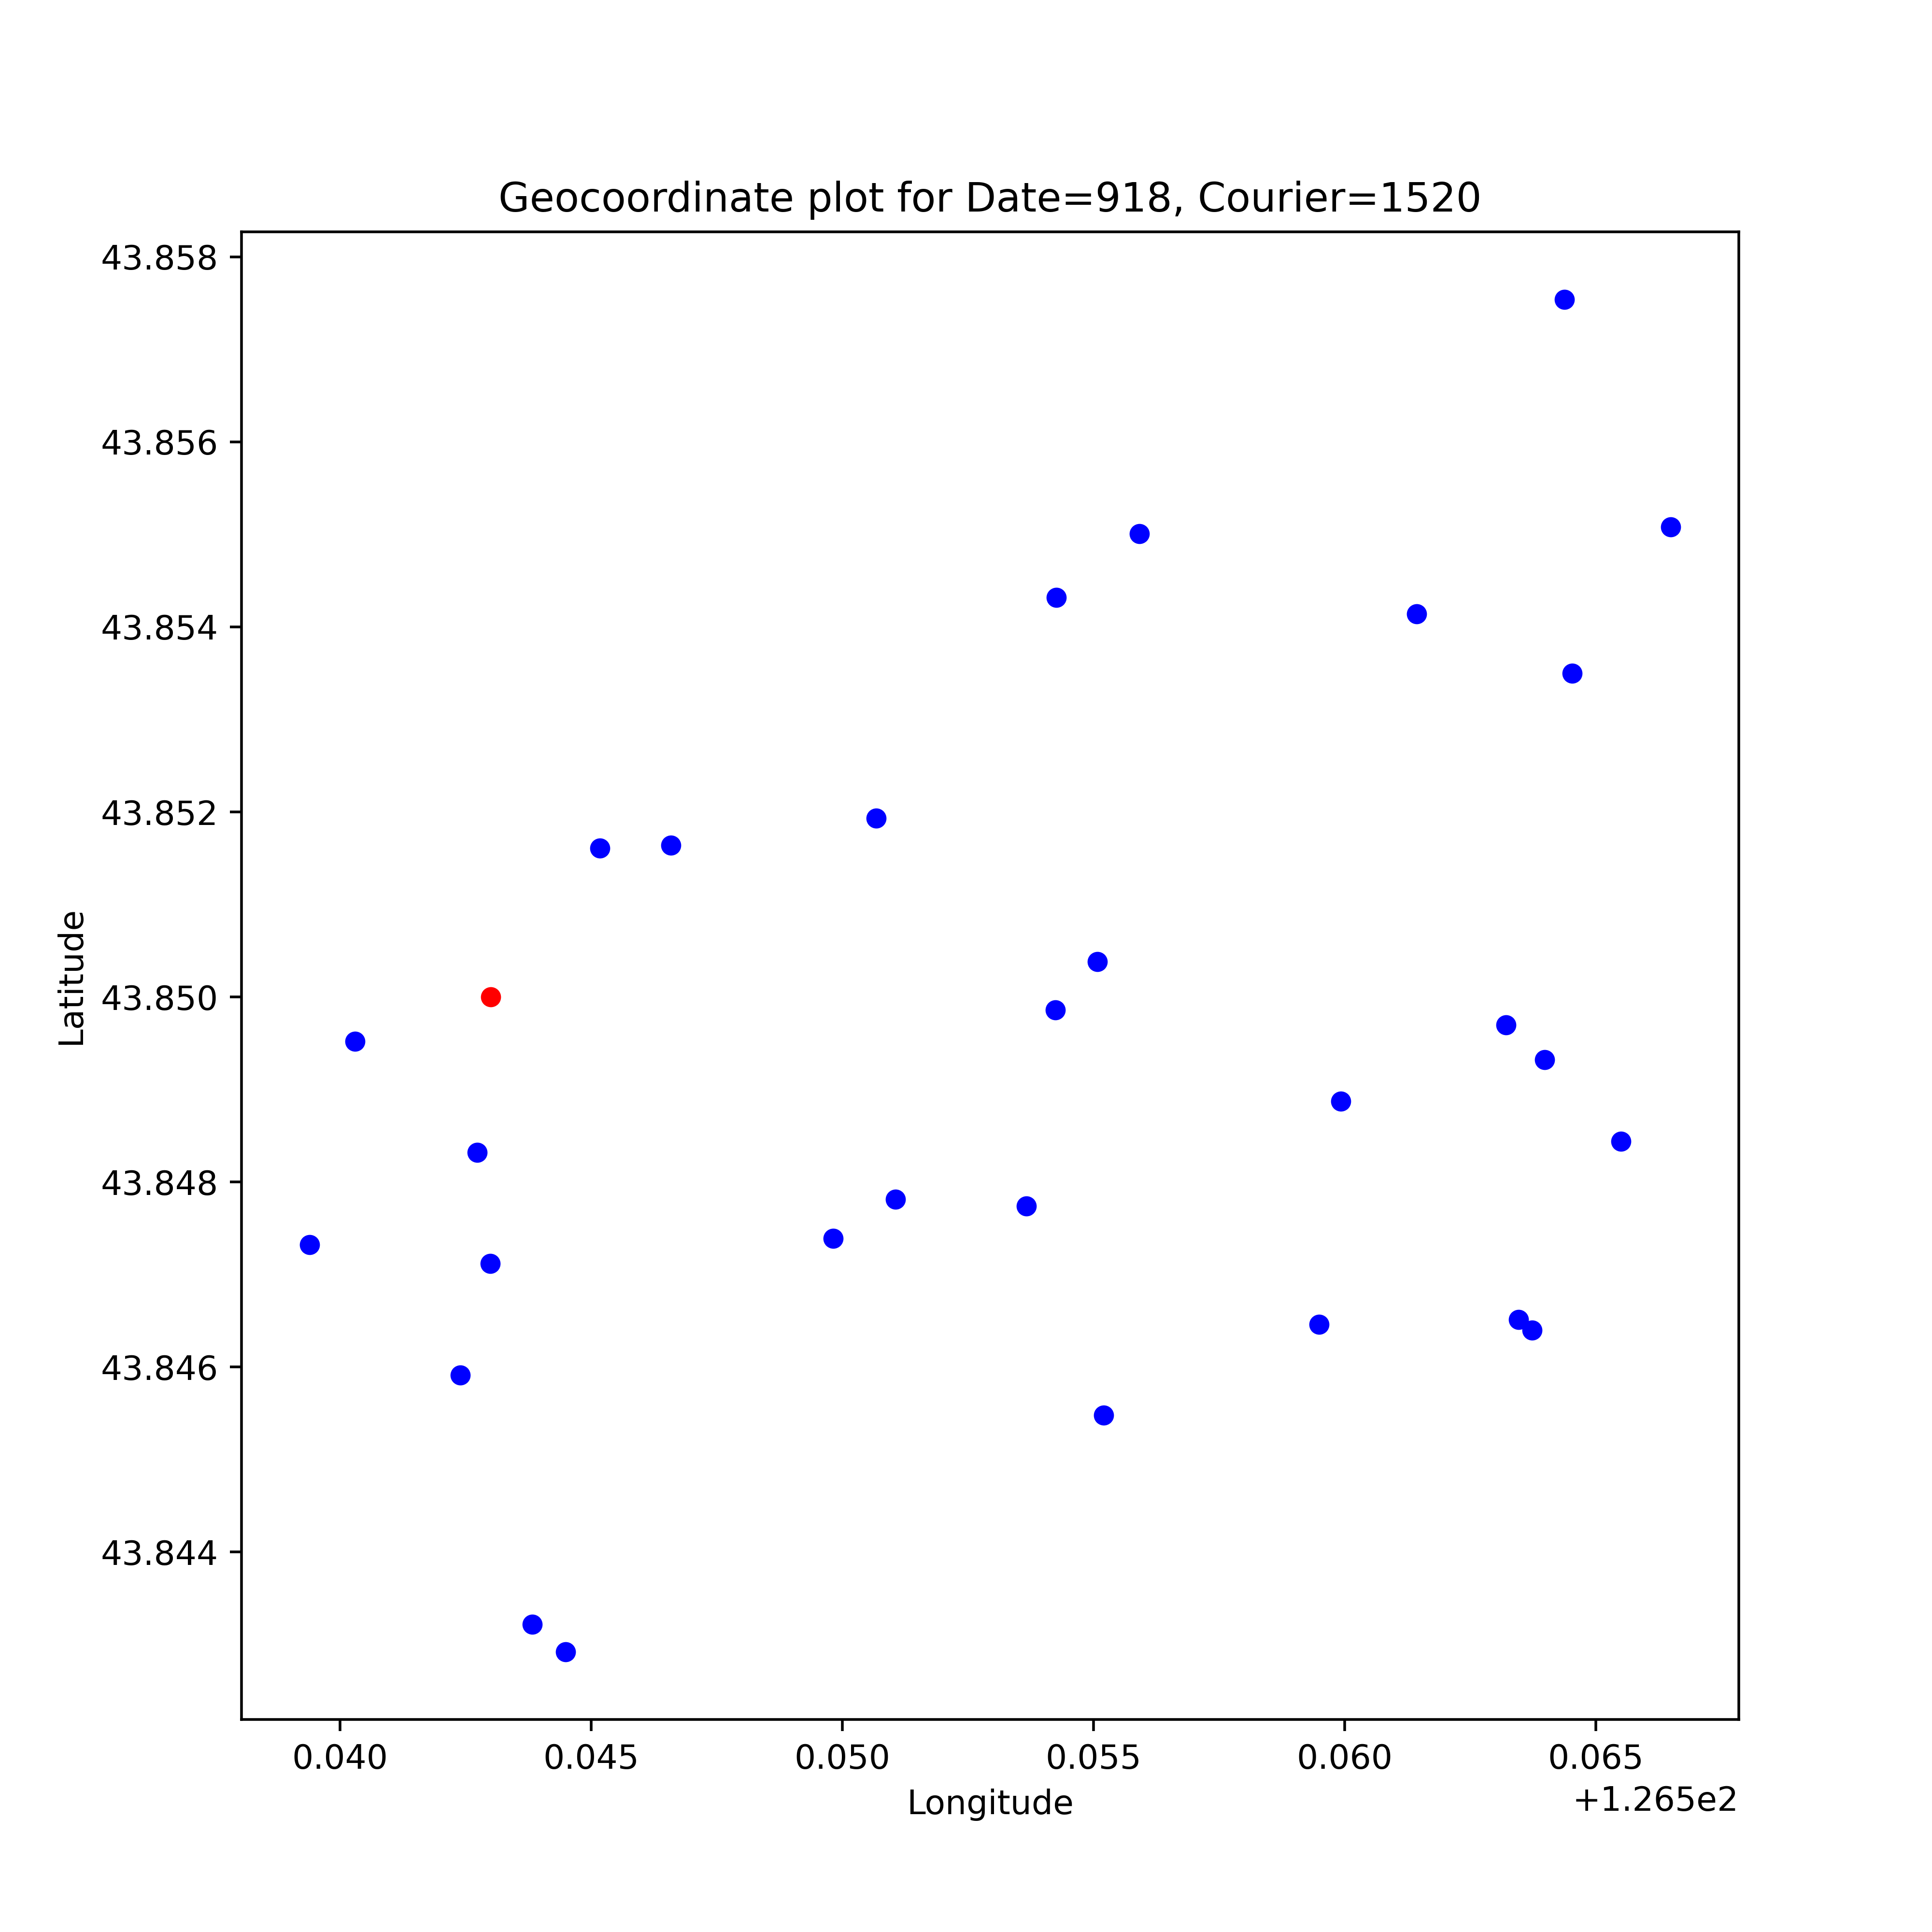 Geocoordinate plot for Date=918, Courier=1520
43.858
43.856
43.854
43.852
43.850
43.848
43.846
43.844
Latitude
0.040 0.045 0.050 0.055 0.060 0.065
+1.265e2
Longitude